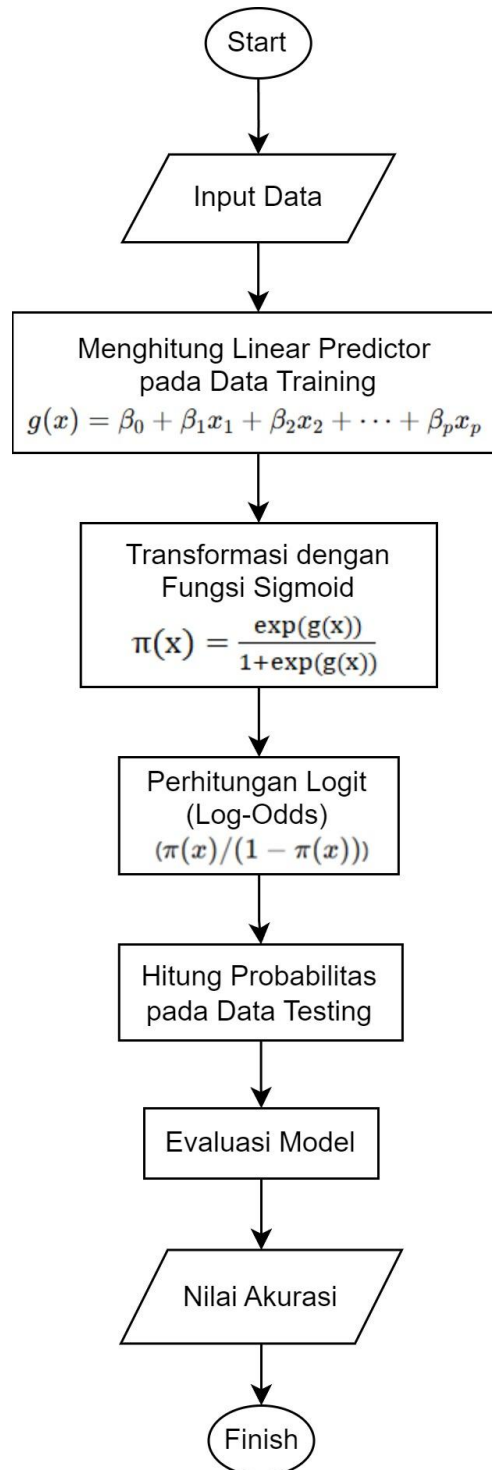 Start
Input Data
Menghitung Linear Predictor
pada Data Training
g(x) = β₀ + β₁x₁ + β₂x₂ + ⋯ + βₚxₚ
Transformasi dengan
Fungsi Sigmoid
π(x) = exp(g(x)) / 1+exp(g(x))
Perhitungan Logit
(Log-Odds)
(π(x)/(1 − π(x)))
Hitung Probabilitas
pada Data Testing
Evaluasi Model
Nilai Akurasi
Finish